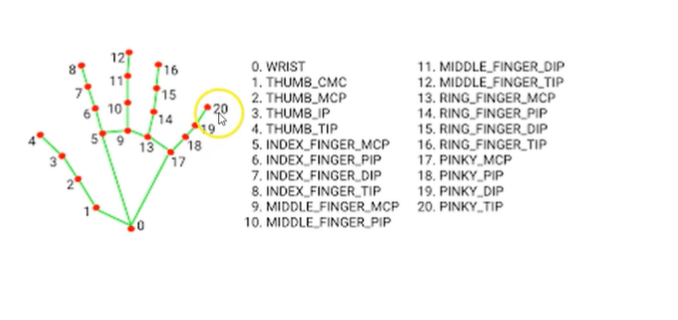 12
8
16
11
7
15
10
6
20
14
19
5
9
4
13
18
3
17
2
1
0
0. WRIST
1. THUMB_CMC
2. THUMB_MCP
3. THUMB_IP
4. THUMB_TIP
5. INDEX_FINGER_MCP
6. INDEX_FINGER_PIP
7. INDEX_FINGER_DIP
8. INDEX_FINGER_TIP
9. MIDDLE_FINGER_MCP
10. MIDDLE_FINGER_PIP
11. MIDDLE_FINGER_DIP
12. MIDDLE_FINGER_TIP
13. RING_FINGER_MCP
14. RING_FINGER_PIP
15. RING_FINGER_DIP
16. RING_FINGER_TIP
17. PINKY_MCP
18. PINKY_PIP
19. PINKY_DIP
20. PINKY_TIP